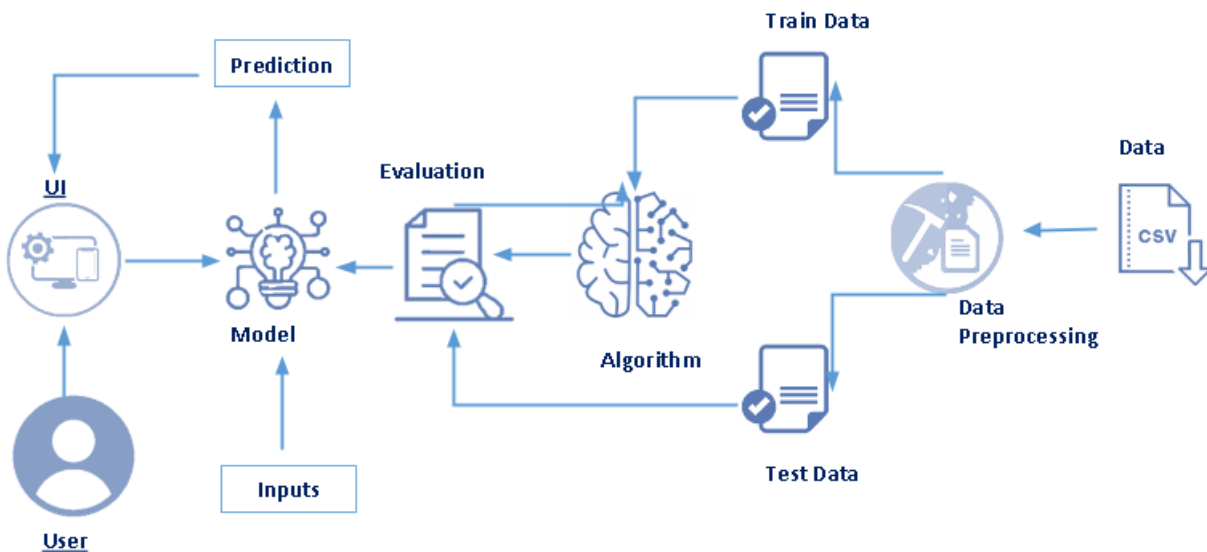 Train Data
Prediction
Data
Evaluation
UI
CSV
Model
Data
Preprocessing
Algorithm
Test Data
Inputs
User